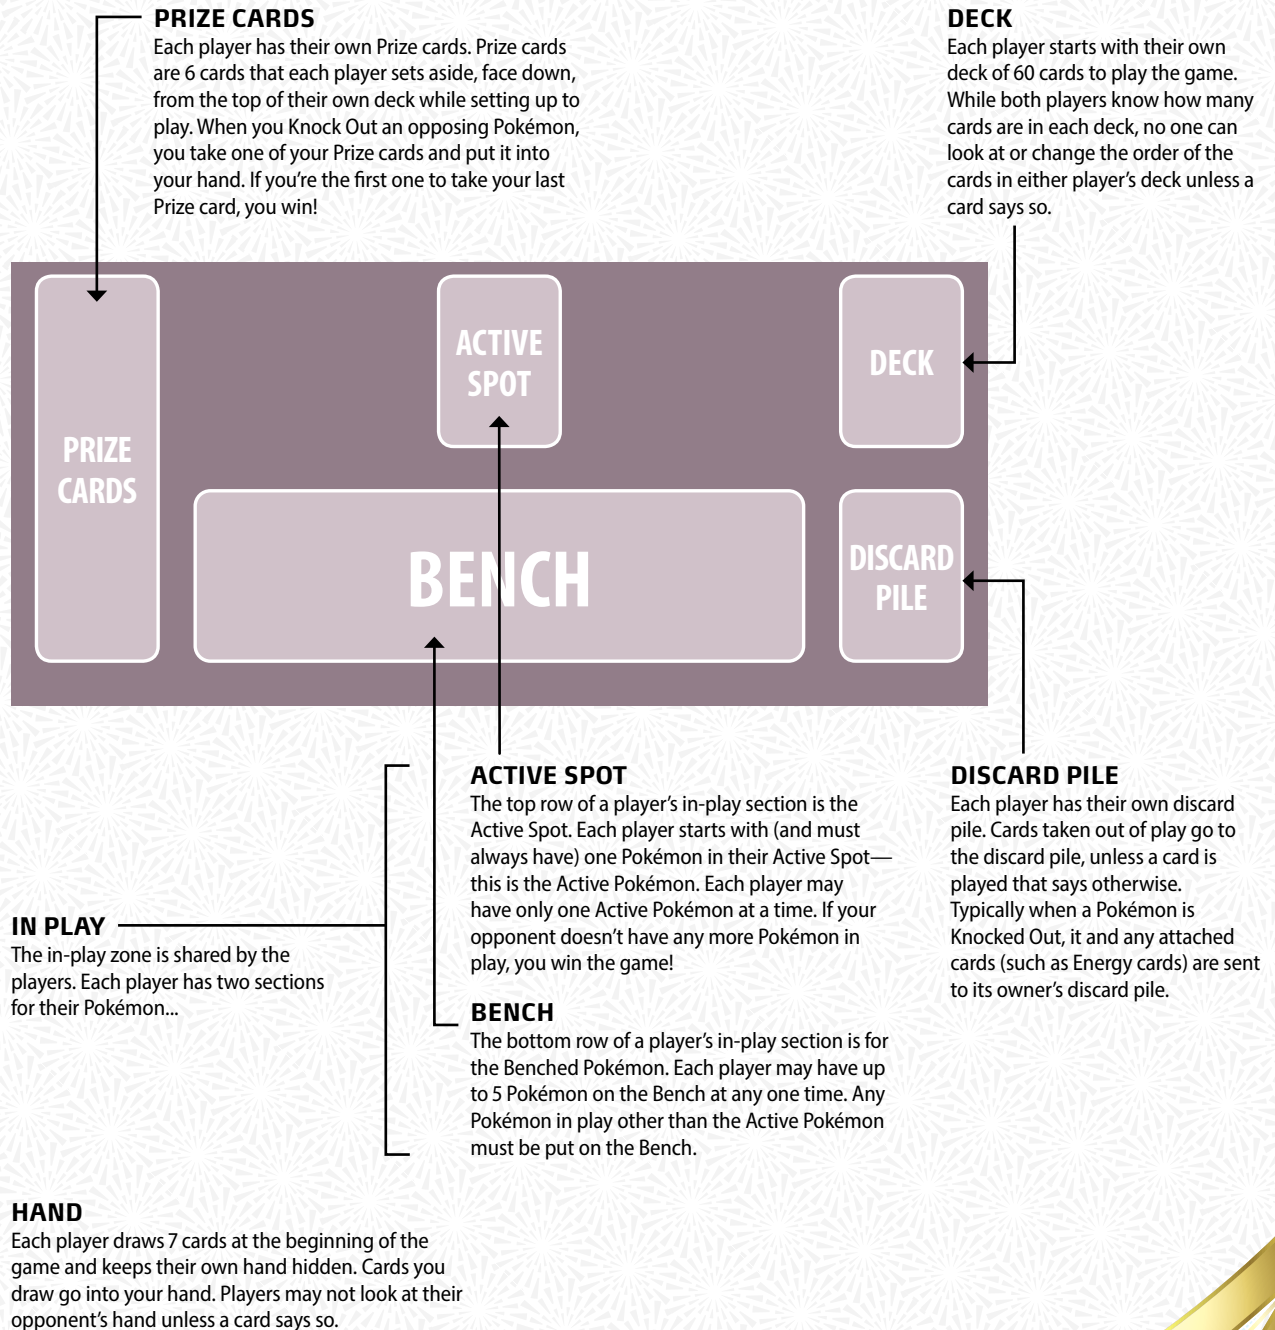 PRIZE CARDS
Each player has their own Prize cards. Prize cards
are 6 cards that each player sets aside, face down,
from the top of their own deck while setting up to
play. When you Knock Out an opposing Pokémon,
you take one of your Prize cards and put it into
your hand. If you’re the first one to take your last
Prize card, you win!
DECK
Each player starts with their own
deck of 60 cards to play the game.
While both players know how many
cards are in each deck, no one can
look at or change the order of the
cards in either player’s deck unless a
card says so.
PRIZE
CARDS
ACTIVE
SPOT
DECK
BENCH
DISCARD
PILE
IN PLAY
The in-play zone is shared by the
players. Each player has two sections
for their Pokémon...
ACTIVE SPOT
The top row of a player’s in-play section is the
Active Spot. Each player starts with (and must
always have) one Pokémon in their Active Spot—
this is the Active Pokémon. Each player may
have only one Active Pokémon at a time. If your
opponent doesn’t have any more Pokémon in
play, you win the game!
BENCH
The bottom row of a player’s in-play section is for
the Benched Pokémon. Each player may have up
to 5 Pokémon on the Bench at any one time. Any
Pokémon in play other than the Active Pokémon
must be put on the Bench.
DISCARD PILE
Each player has their own discard
pile. Cards taken out of play go to
the discard pile, unless a card is
played that says otherwise.
Typically when a Pokémon is
Knocked Out, it and any attached
cards (such as Energy cards) are sent
to its owner’s discard pile.
HAND
Each player draws 7 cards at the beginning of the
game and keeps their own hand hidden. Cards you
draw go into your hand. Players may not look at their
opponent’s hand unless a card says so.